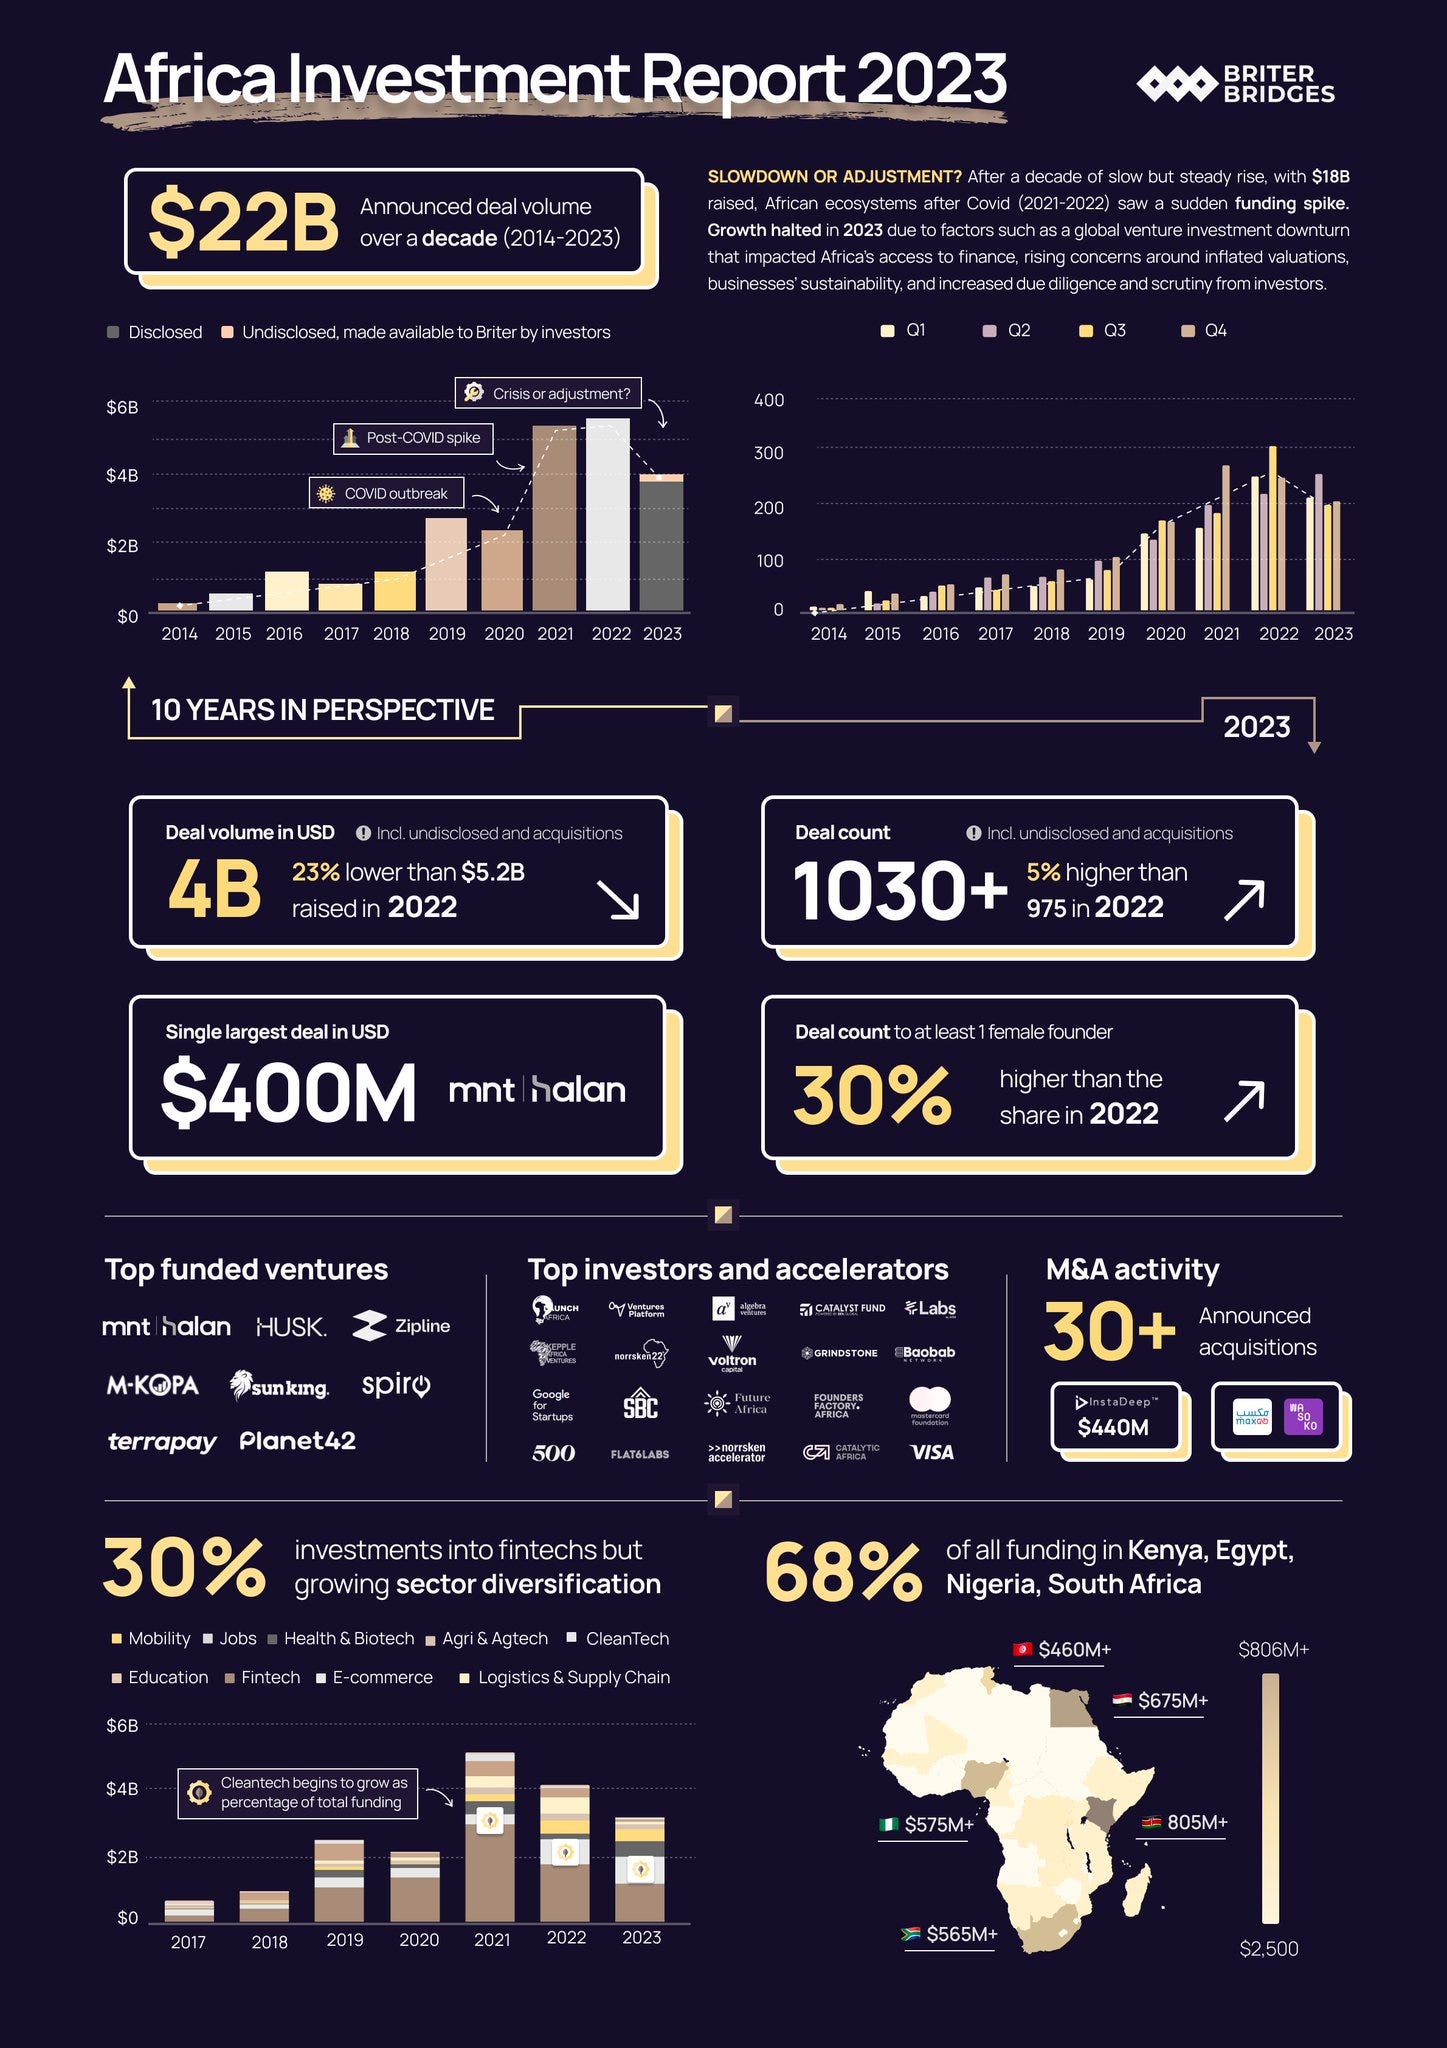 Africa Investment Report 2023
BRITER
BRIDGES
$22B
Announced deal volume
over a decade (2014-2023)
SLOWDOWN OR ADJUSTMENT? After a decade of slow but steady rise, with $18B
raised, African ecosystems after Covid (2021-2022) saw a sudden funding spike.
Growth halted in 2023 due to factors such as a global venture investment downturn
that impacted Africa's access to finance, rising concerns around inflated valuations,
businesses' sustainability, and increased due diligence and scrutiny from investors.
Disclosed
Undisclosed, made available to Briter by investors
$6B
$4B
$2B
$0
Crisis or adjustment?
Post-COVID spike
COVID outbreak
2014 2015 2016 2017 2018 2019 2020 2021 2022 2023
Q1 Q2 Q3 Q4
400
300
200
100
0
2014 2015 2016 2017 2018 2019 2020 2021 2022 2023
10 YEARS IN PERSPECTIVE
2023
Deal volume in USD
Incl. undisclosed and acquisitions
4B
23% lower than $5.2B
raised in 2022
Deal count
Incl. undisclosed and acquisitions
1030+
5% higher than
975 in 2022
Single largest deal in USD
$400M
mnt halan
Deal count to at least 1 female founder
30%
higher than the
share in 2022
Top funded ventures
mnt halan
HUSK.
Zipline
M-KOPA
sun king.
spiro
terrapay
Planet42
Top investors and accelerators
LAUNCH
AFRICA
Ventures
Platform
algebra
ventures
CATALYST FUND
Labs
KEPPLE
AFRICA
VENTURES
norrsken22
voltron
capital
GRINDSTONE
Baobab
NETWORK
Google
for
Startups
SBC
Future
Africa
FOUNDERS
FACTORY.
AFRICA
mastercard
foundation
500
FLAT6LABS
>>norrsken
accelerator
CATALYTIC
AFRICA
VISA
M&A activity
30+
Announced
acquisitions
InstaDeep™
$440M
مكسب
maxab
WA
SO
KO
30%
investments into fintechs but
growing sector diversification
Mobility Jobs Health & Biotech Agri & Agtech CleanTech
Education Fintech E-commerce Logistics & Supply Chain
$6B
$4B
$2B
$0
Cleantech begins to grow as
percentage of total funding
2017 2018 2019 2020 2021 2022 2023
68%
of all funding in Kenya, Egypt,
Nigeria, South Africa
$460M+
$675M+
$575M+
805M+
$565M+
$806M+
$2,500